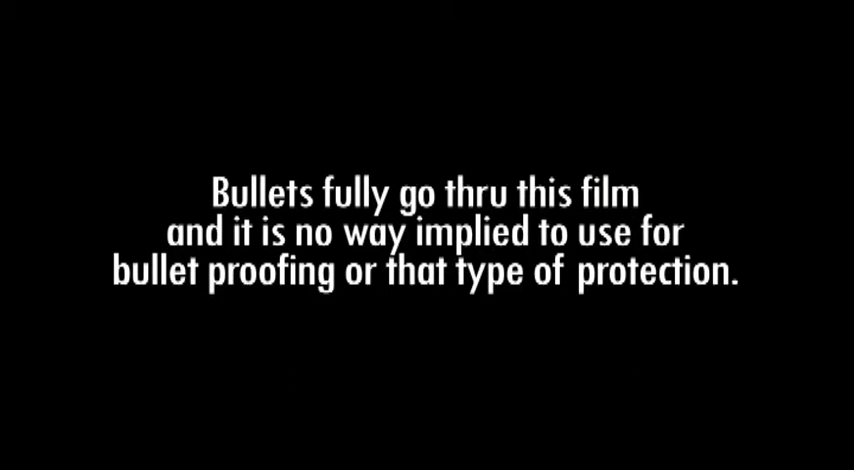 Bullets fully go thru this film
and it is no way implied to use for
bullet proofing or that type of protection.